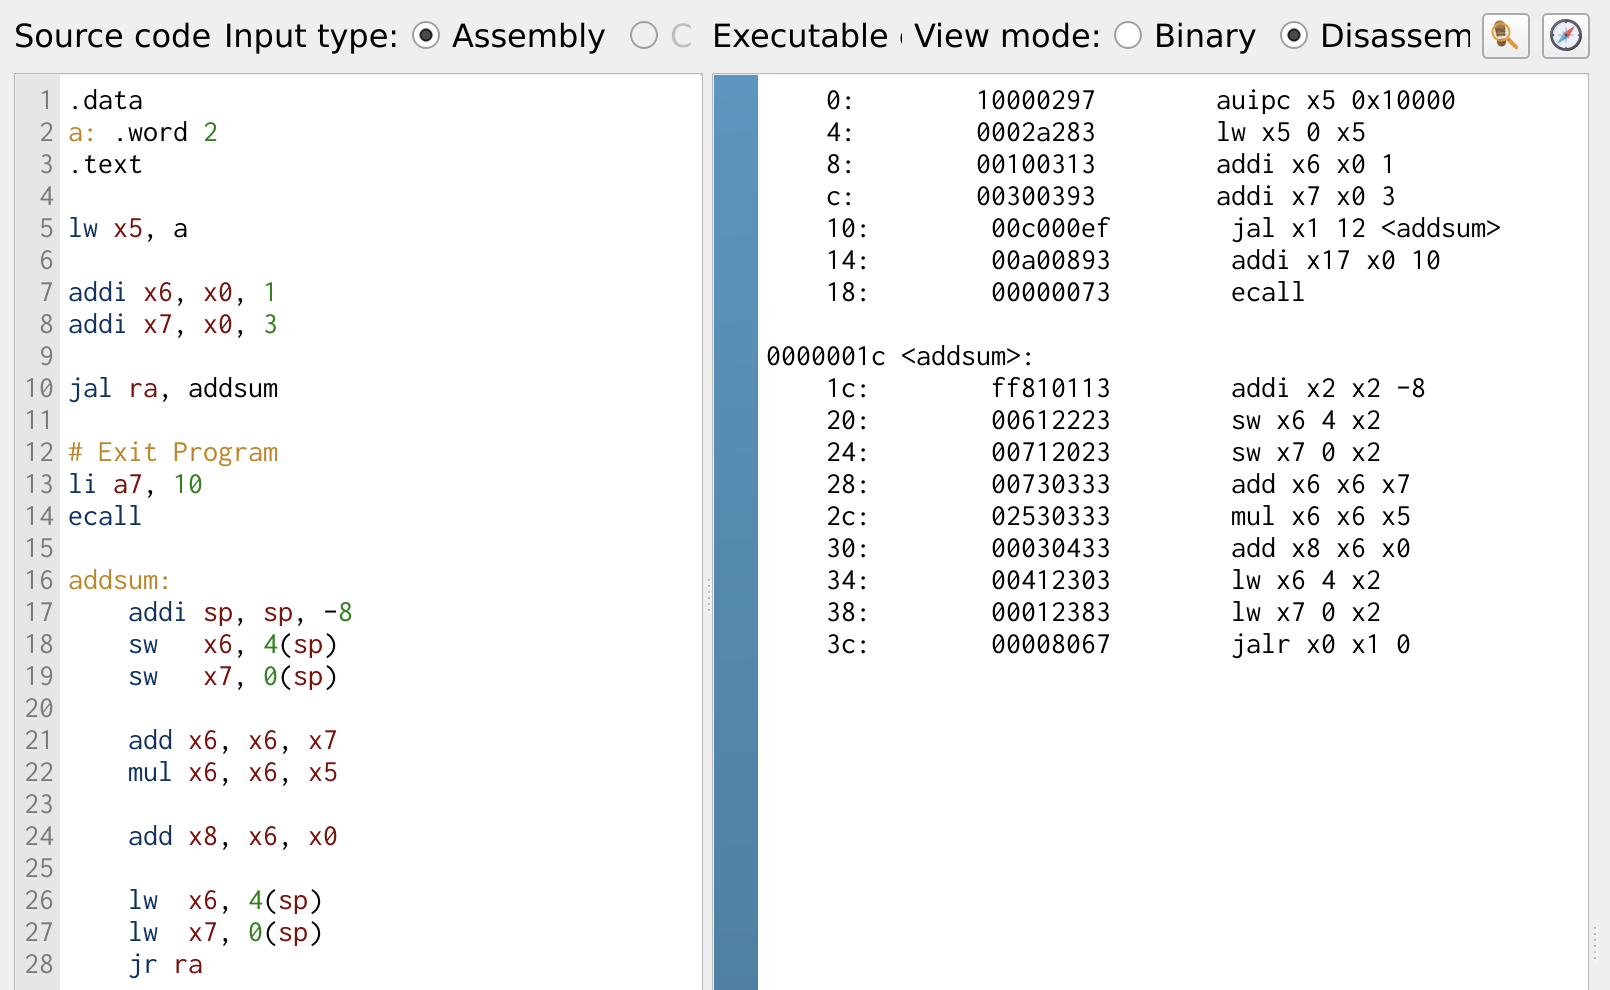 Source code Input type: Assembly C Executable View mode: Binary Disassem
1 .data
2 a: .word 2
3 .text
4
5 lw x5, a
6
7 addi x6, x0, 1
8 addi x7, x0, 3
9
10 jal ra, addsum
11
12 # Exit Program
13 li a7, 10
14 ecall
15
16 addsum:
17 addi sp, sp, -8
18 sw x6, 4(sp)
19 sw x7, 0(sp)
20
21 add x6, x6, x7
22 mul x6, x6, x5
23
24 add x8, x6, x0
25
26 lw x6, 4(sp)
27 lw x7, 0(sp)
28 jr ra
0: 10000297 auipc x5 0x10000
4: 0002a283 lw x5 0 x5
8: 00100313 addi x6 x0 1
c: 00300393 addi x7 x0 3
10: 00c000ef jal x1 12 <addsum>
14: 00a00893 addi x17 x0 10
18: 00000073 ecall
0000001c <addsum>:
1c: ff810113 addi x2 x2 -8
20: 00612223 sw x6 4 x2
24: 00712023 sw x7 0 x2
28: 00730333 add x6 x6 x7
2c: 02530333 mul x6 x6 x5
30: 00030433 add x8 x6 x0
34: 00412303 lw x6 4 x2
38: 00012383 lw x7 0 x2
3c: 00008067 jalr x0 x1 0